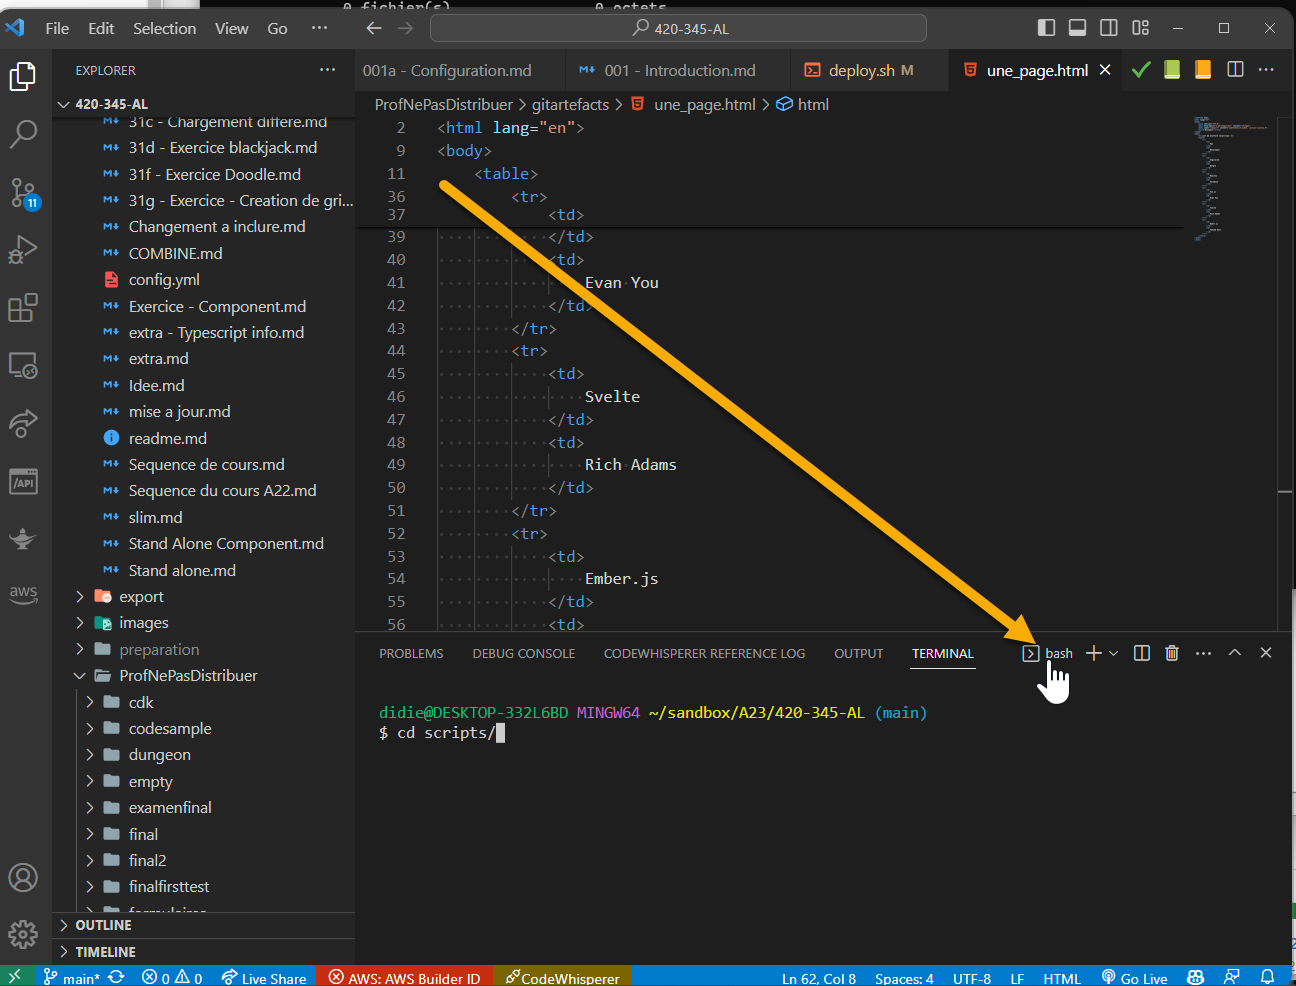 0 fichier(s) 0 octets
File Edit Selection View Go ··· 420-345-AL
EXPLORER ···
420-345-AL
31c - Chargement differe.md
31d - Exercice blackjack.md
31f - Exercice Doodle.md
31g - Exercice - Creation de gri...
Changement a inclure.md
COMBINE.md
config.yml
Exercice - Component.md
extra - Typescript info.md
extra.md
Idee.md
mise a jour.md
readme.md
Sequence de cours.md
Sequence du cours A22.md
slim.md
Stand Alone Component.md
Stand alone.md
export
images
preparation
ProfNePasDistribuer
cdk
codesample
dungeon
empty
examenfinal
final
final2
finalfirsttest
OUTLINE
TIMELINE
11
/API
aws
001a - Configuration.md 001 - Introduction.md deploy.sh M une_page.html
ProfNePasDistribuer > gitartefacts > une_page.html > html
2 <html lang="en">
9 <body>
11 <table>
36 <tr>
37 <td>
39 </td>
40 <td>
41 Evan You
42 </td>
43 </tr>
44 <tr>
45 <td>
46 Svelte
47 </td>
48 <td>
49 Rich Adams
50 </td>
51 </tr>
52 <tr>
53 <td>
54 Ember.js
55 </td>
56 <td>
PROBLEMS DEBUG CONSOLE CODEWHISPERER REFERENCE LOG OUTPUT TERMINAL bash
didie@DESKTOP-332L6BD MINGW64 ~/sandbox/A23/420-345-AL (main)
$ cd scripts/
main* 0 0 Live Share AWS: AWS Builder ID CodeWhisperer Ln 62, Col 8 Spaces: 4 UTF-8 LF HTML Go Live